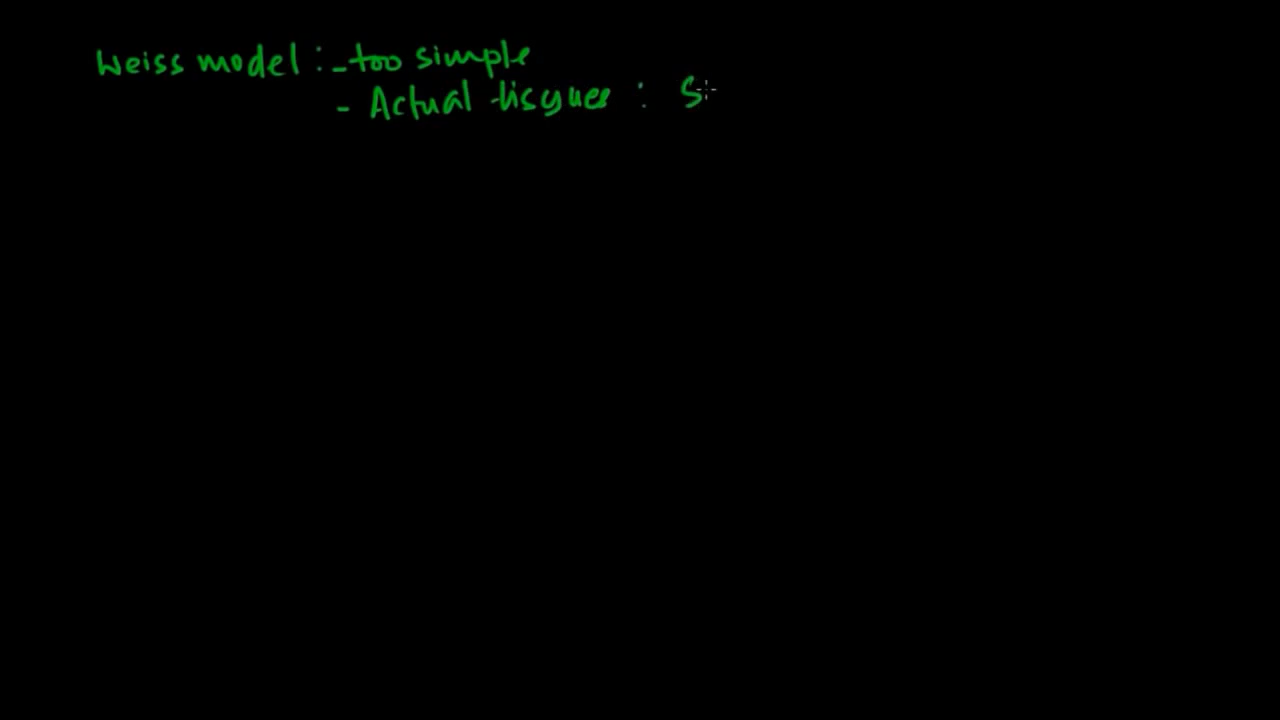 Weiss model : - too simple
- Actual tissues : S